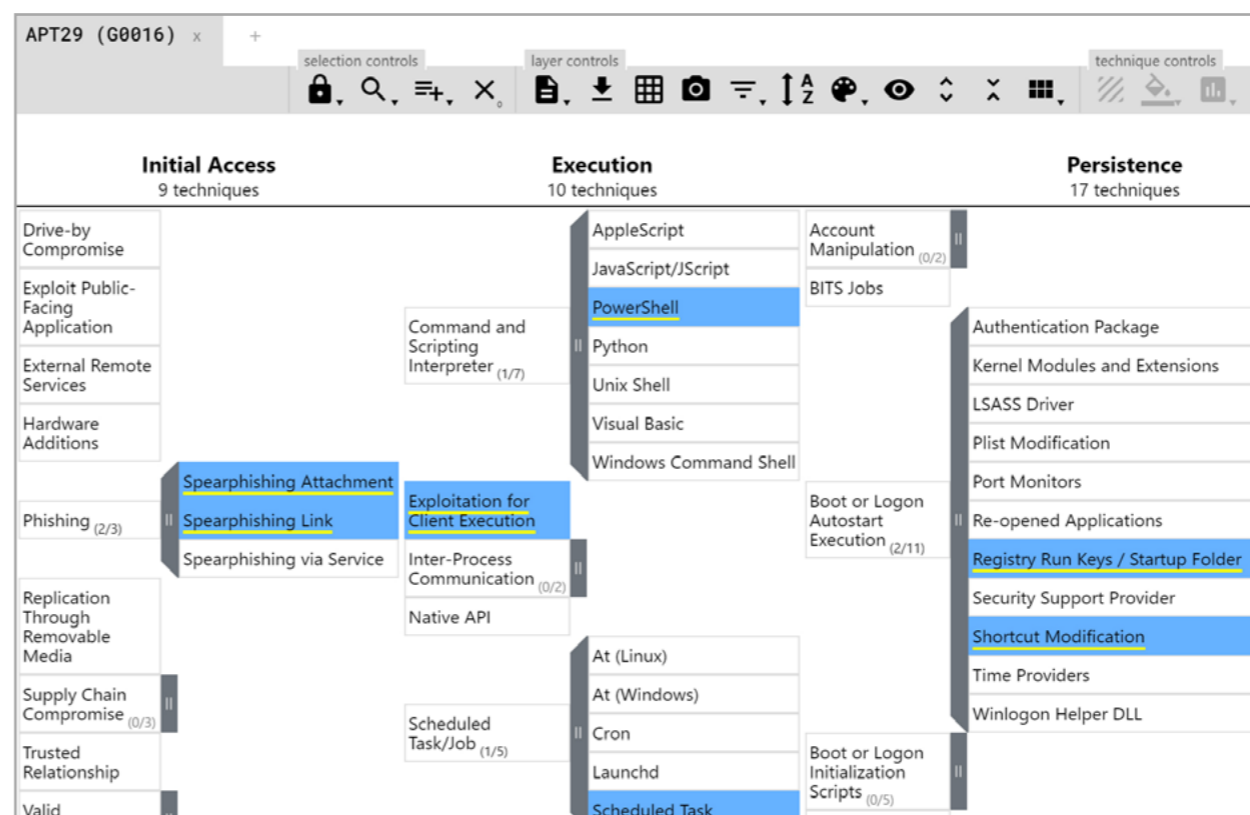 APT29 (G0016) x +
selection controls
layer controls
technique controls
Initial Access
9 techniques
Drive-by
Compromise
Exploit Public-
Facing
Application
External Remote
Services
Hardware
Additions
Phishing (2/3)
Spearphishing Attachment
Spearphishing Link
Spearphishing via Service
Replication
Through
Removable
Media
Supply Chain
Compromise (0/3)
Trusted
Relationship
Valid
Execution
10 techniques
Command and
Scripting
Interpreter (1/7)
AppleScript
JavaScript/JScript
PowerShell
Python
Unix Shell
Visual Basic
Windows Command Shell
Exploitation for
Client Execution
Inter-Process
Communication (0/2)
Native API
Scheduled
Task/Job (1/5)
At (Linux)
At (Windows)
Cron
Launchd
Scheduled Task
Persistence
17 techniques
Account
Manipulation (0/2)
BITS Jobs
Boot or Logon
Autostart
Execution (2/11)
Authentication Package
Kernel Modules and Extensions
LSASS Driver
Plist Modification
Port Monitors
Re-opened Applications
Registry Run Keys / Startup Folder
Security Support Provider
Shortcut Modification
Time Providers
Winlogon Helper DLL
Boot or Logon
Initialization
Scripts (0/5)